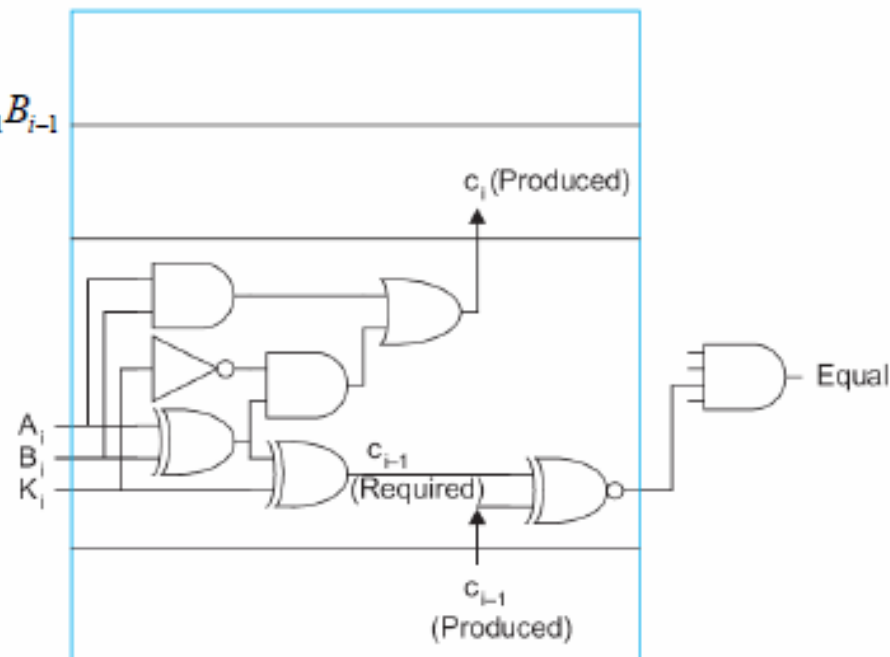 B_{i-1}
c_i (Produced)
Equal
A_i
B_i
K_i
c_{i-1}
(Required)
c_{i-1}
(Produced)